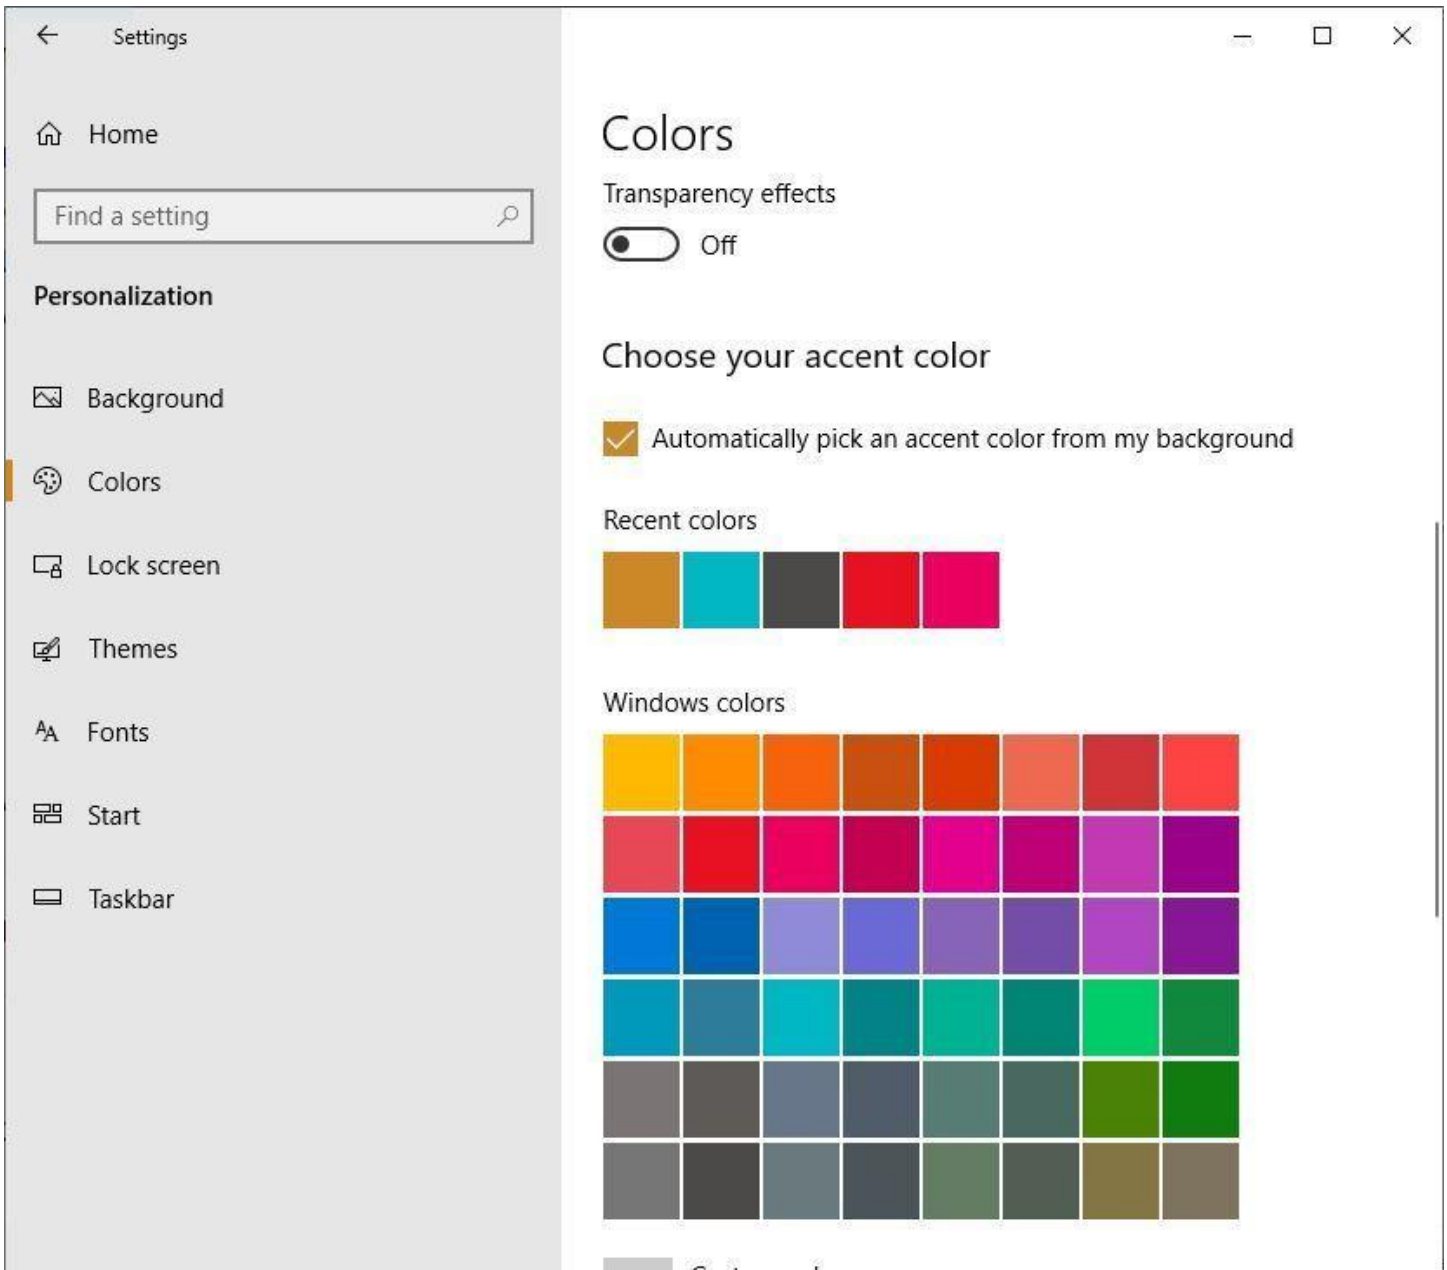 Settings
Home
Find a setting
Personalization
Background
Colors
Lock screen
Themes
Fonts
Start
Taskbar
Colors
Transparency effects
Off
Choose your accent color
Automatically pick an accent color from my background
Recent colors
Windows colors